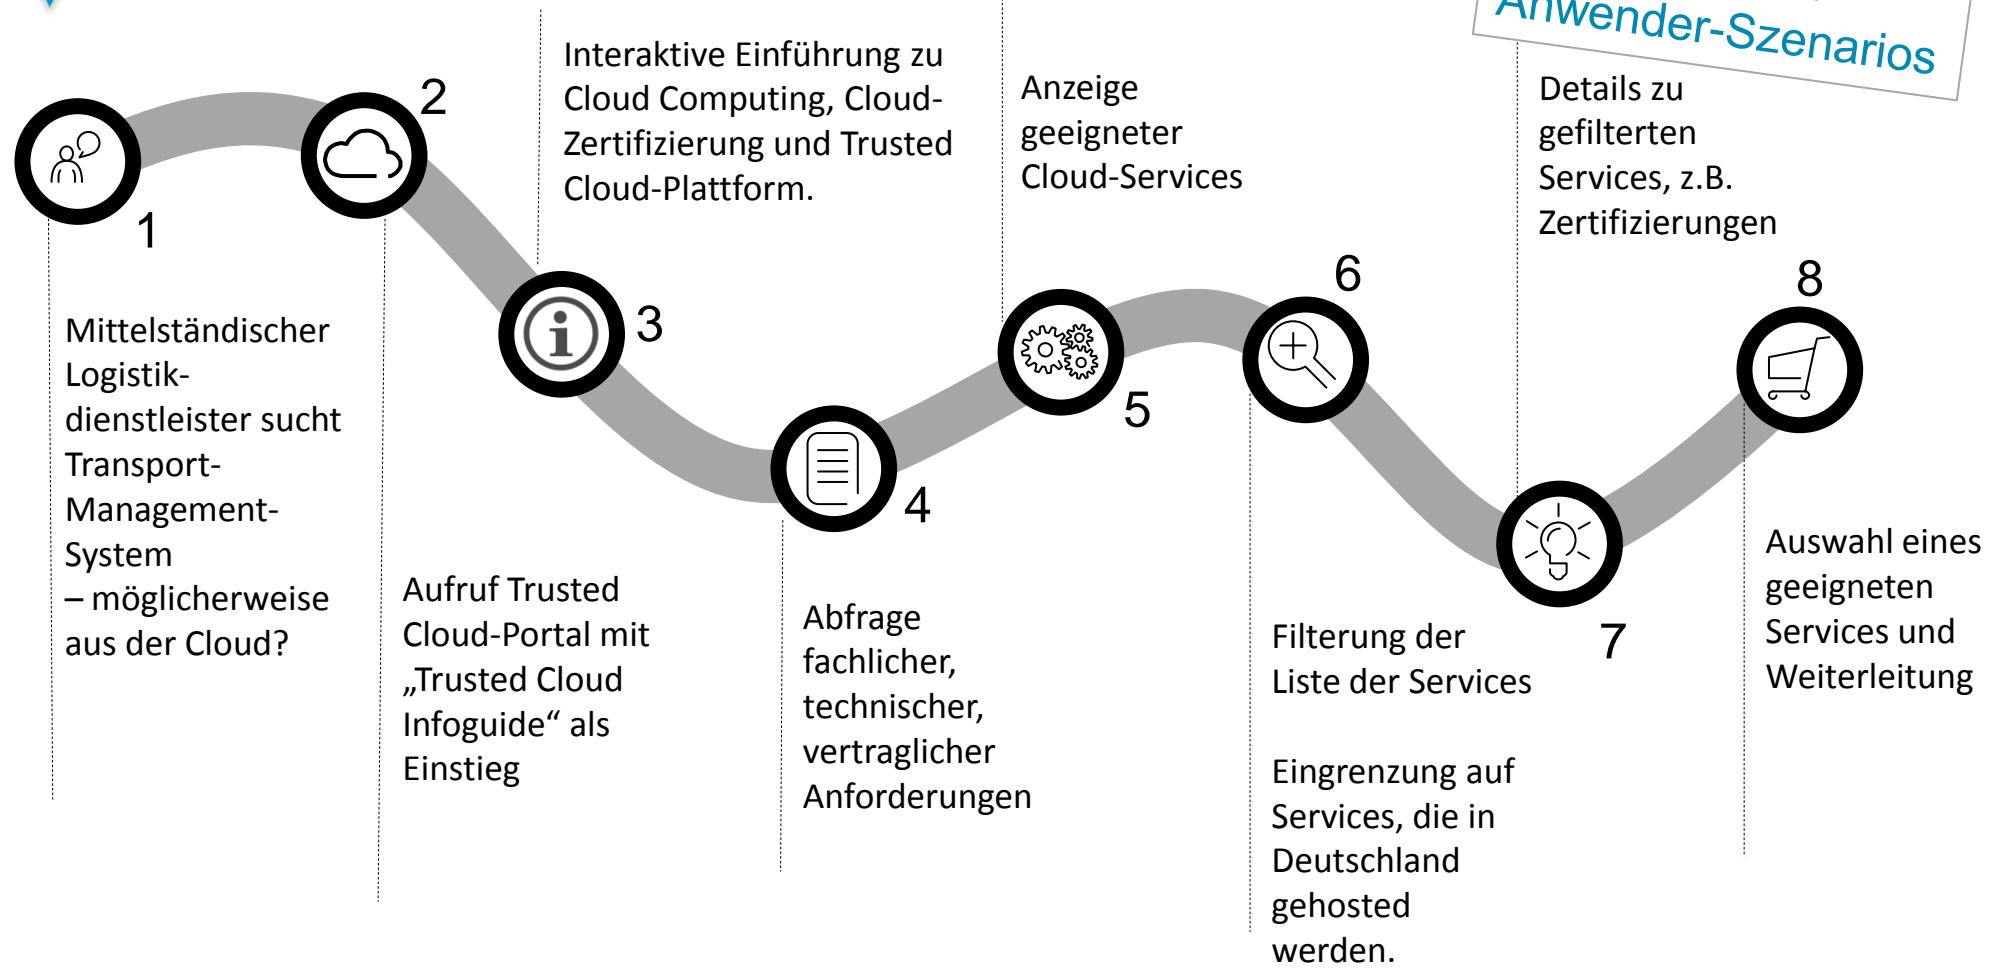 Anwender-Szenarios
1
Mittelständischer
Logistik-
dienstleister sucht
Transport-
Management-
System
– möglicherweise
aus der Cloud?
2
Aufruf Trusted
Cloud-Portal mit
„Trusted Cloud
Infoguide“ als
Einstieg
Interaktive Einführung zu
Cloud Computing, Cloud-
Zertifizierung und Trusted
Cloud-Plattform.
3
4
Abfrage
fachlicher,
technischer,
vertraglicher
Anforderungen
Anzeige
geeigneter
Cloud-Services
5
6
Filterung der
Liste der Services
Eingrenzung auf
Services, die in
Deutschland
gehosted
werden.
Details zu
gefilterten
Services, z.B.
Zertifizierungen
7
8
Auswahl eines
geeigneten
Services und
Weiterleitung